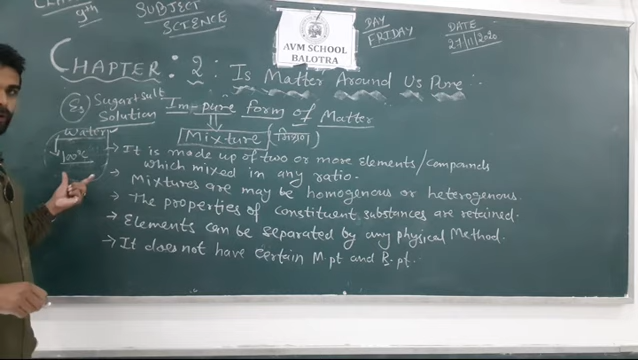 CLASS 9th
SUBJECT SCIENCE
AVM SCHOOL
BALOTRA
DAY FRIDAY
DATE 27/11/2020
CHAPTER : 2 : Is Matter Around Us Pure :-
Sugar+salt Solution
Im-pure form of Matter
water
100°c
Mixture (मिश्रण)
→ It is made up of two or more Elements/compounds
which mixed in any ratio.
→ Mixtures are may be homogenous or heterogenous.
→ The properties of constituent substances are retained.
→ Elements can be separated by any physical Method.
→ It does not have certain M.pt and B.pt.